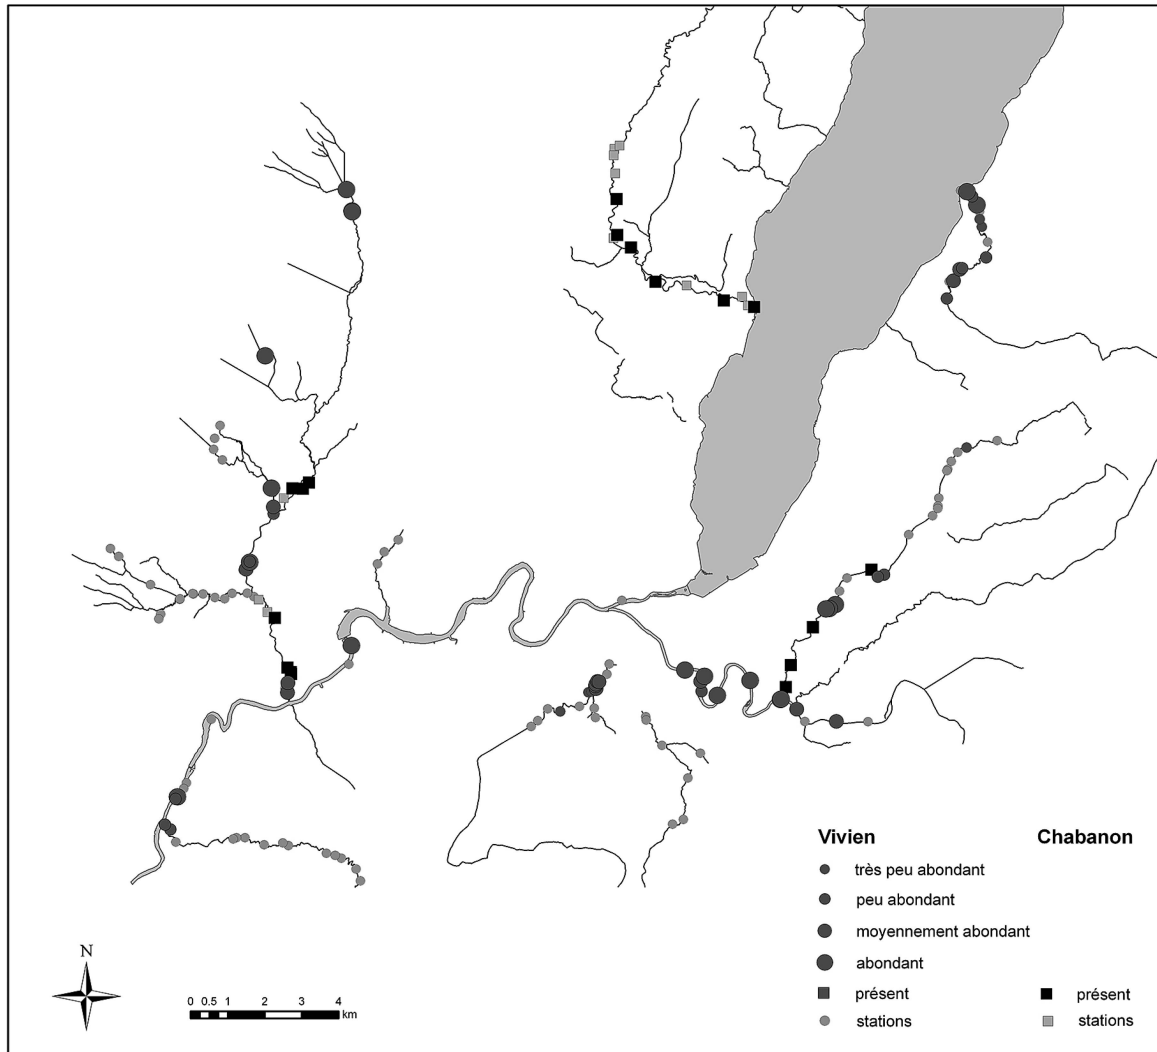 Vivien Chabanon
très peu abondant
peu abondant
moyennement abondant
abondant
présent présent
stations stations
N
0 0.5 1 2 3 4
km